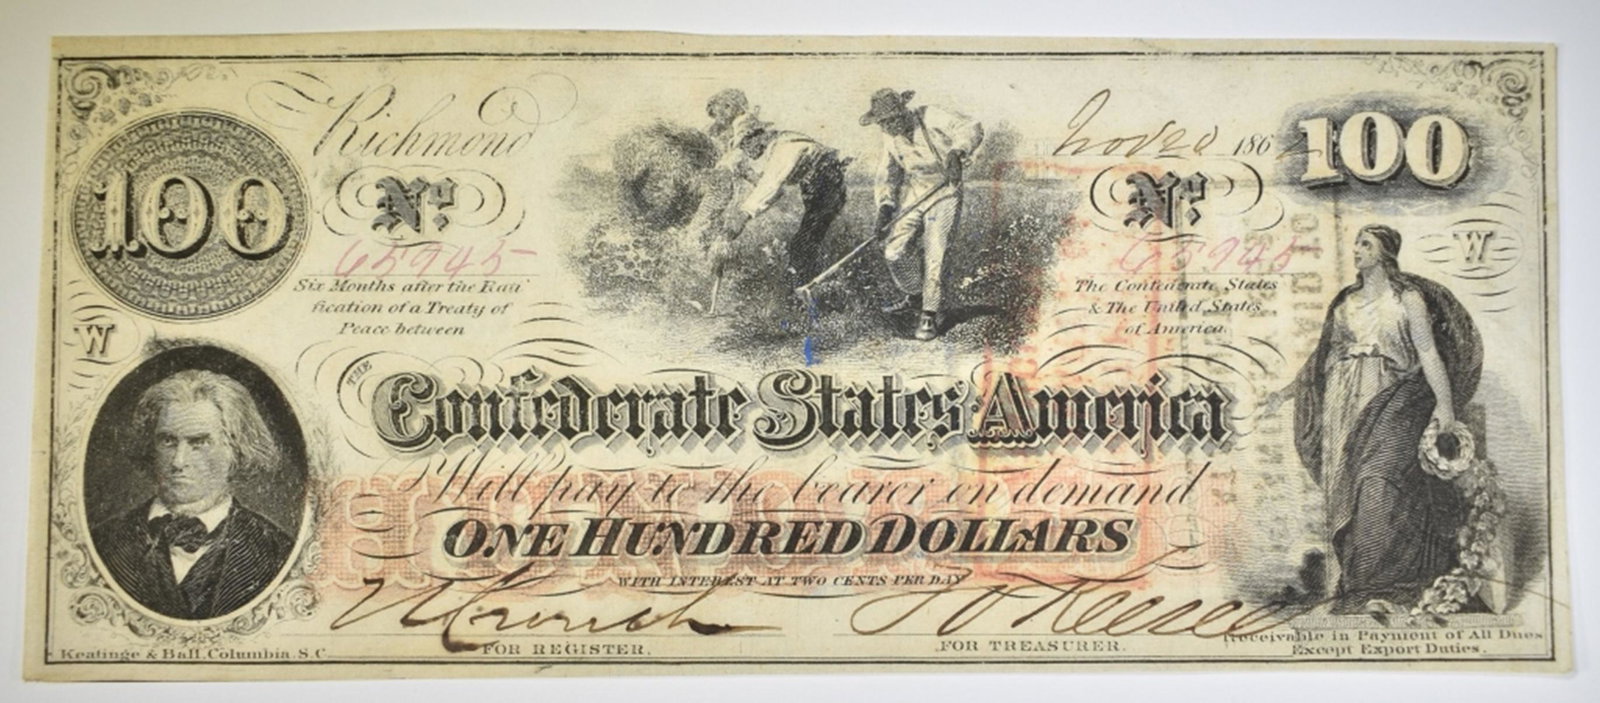 Richmond
Nov 20 1862
100
100
No.
No.
65945
65945
Six Months after the Rati
fication of a Treaty of
Peace between
The Confederate States
& The United States
of America.
W
W
THE
Confederate States America
Will pay to the bearer on demand
HUNDRED
ONE HUNDRED DOLLARS
WITH INTEREST AT TWO CENTS PER DAY
FOR REGISTER.
FOR TREASURER.
Receivable in Payment of All Dues
Except Export Duties.
Keatinge & Ball, Columbia, S.C.